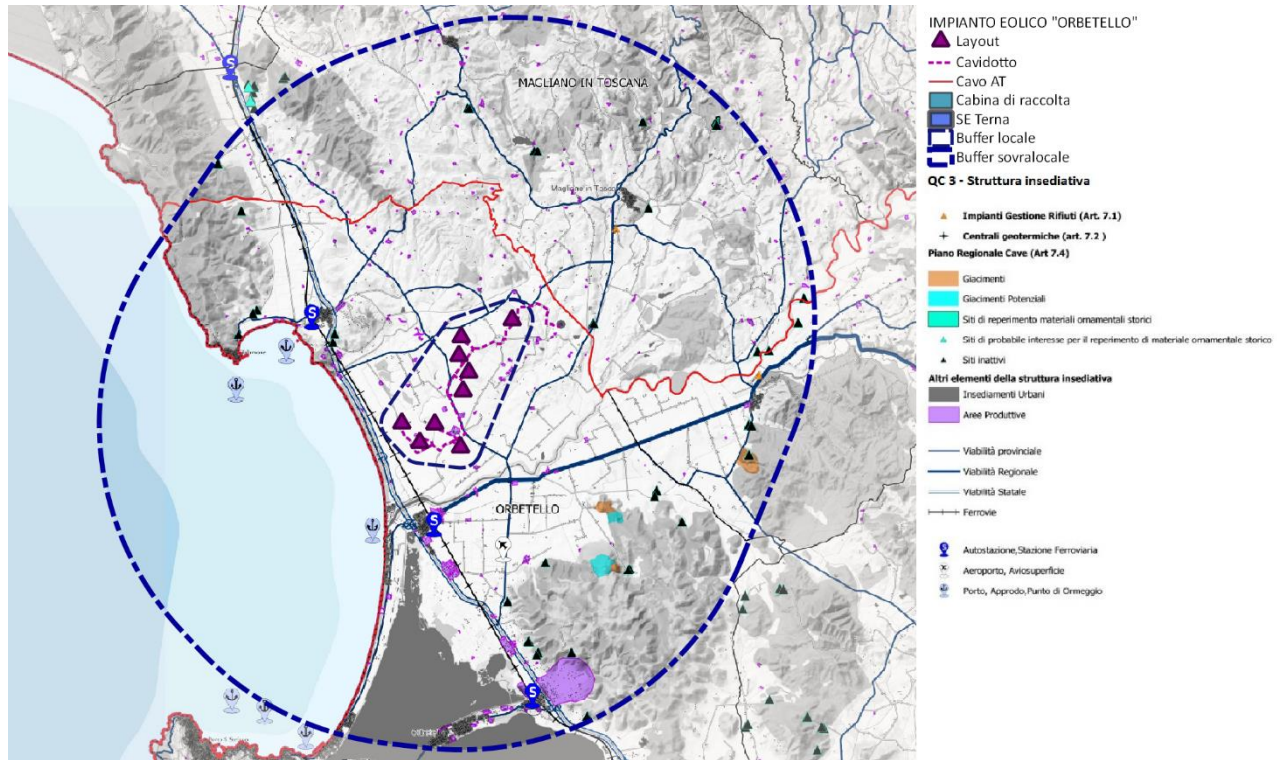 MAGLIANO IN TOSCANA
Magliano in Toscana
ORBETELLO
S
S
S
S
IMPIANTO EOLICO "ORBETELLO"
Layout
Cavidotto
Cavo AT
Cabina di raccolta
SE Terna
Buffer locale
Buffer sovralocale
QC 3 - Struttura insediativa
Impianti Gestione Rifiuti (Art. 7.1)
Centrali geotermiche (art. 7.2 )
Piano Regionale Cave (Art 7.4)
Giacimenti
Giacimenti Potenziali
Siti di reperimento materiali ornamentali storici
Siti di probabile interesse per il reperimento di materiale ornamentale storico
Siti inattivi
Altri elementi della struttura insediativa
Insediamenti Urbani
Aree Produttive
Viabilità provinciale
Viabilità Regionale
Viabilità Statale
Ferrovie
S
Autostazione,Stazione Ferroviaria
Aeroporto, Aviosuperficie
Porto, Approdo,Punto di Ormeggio